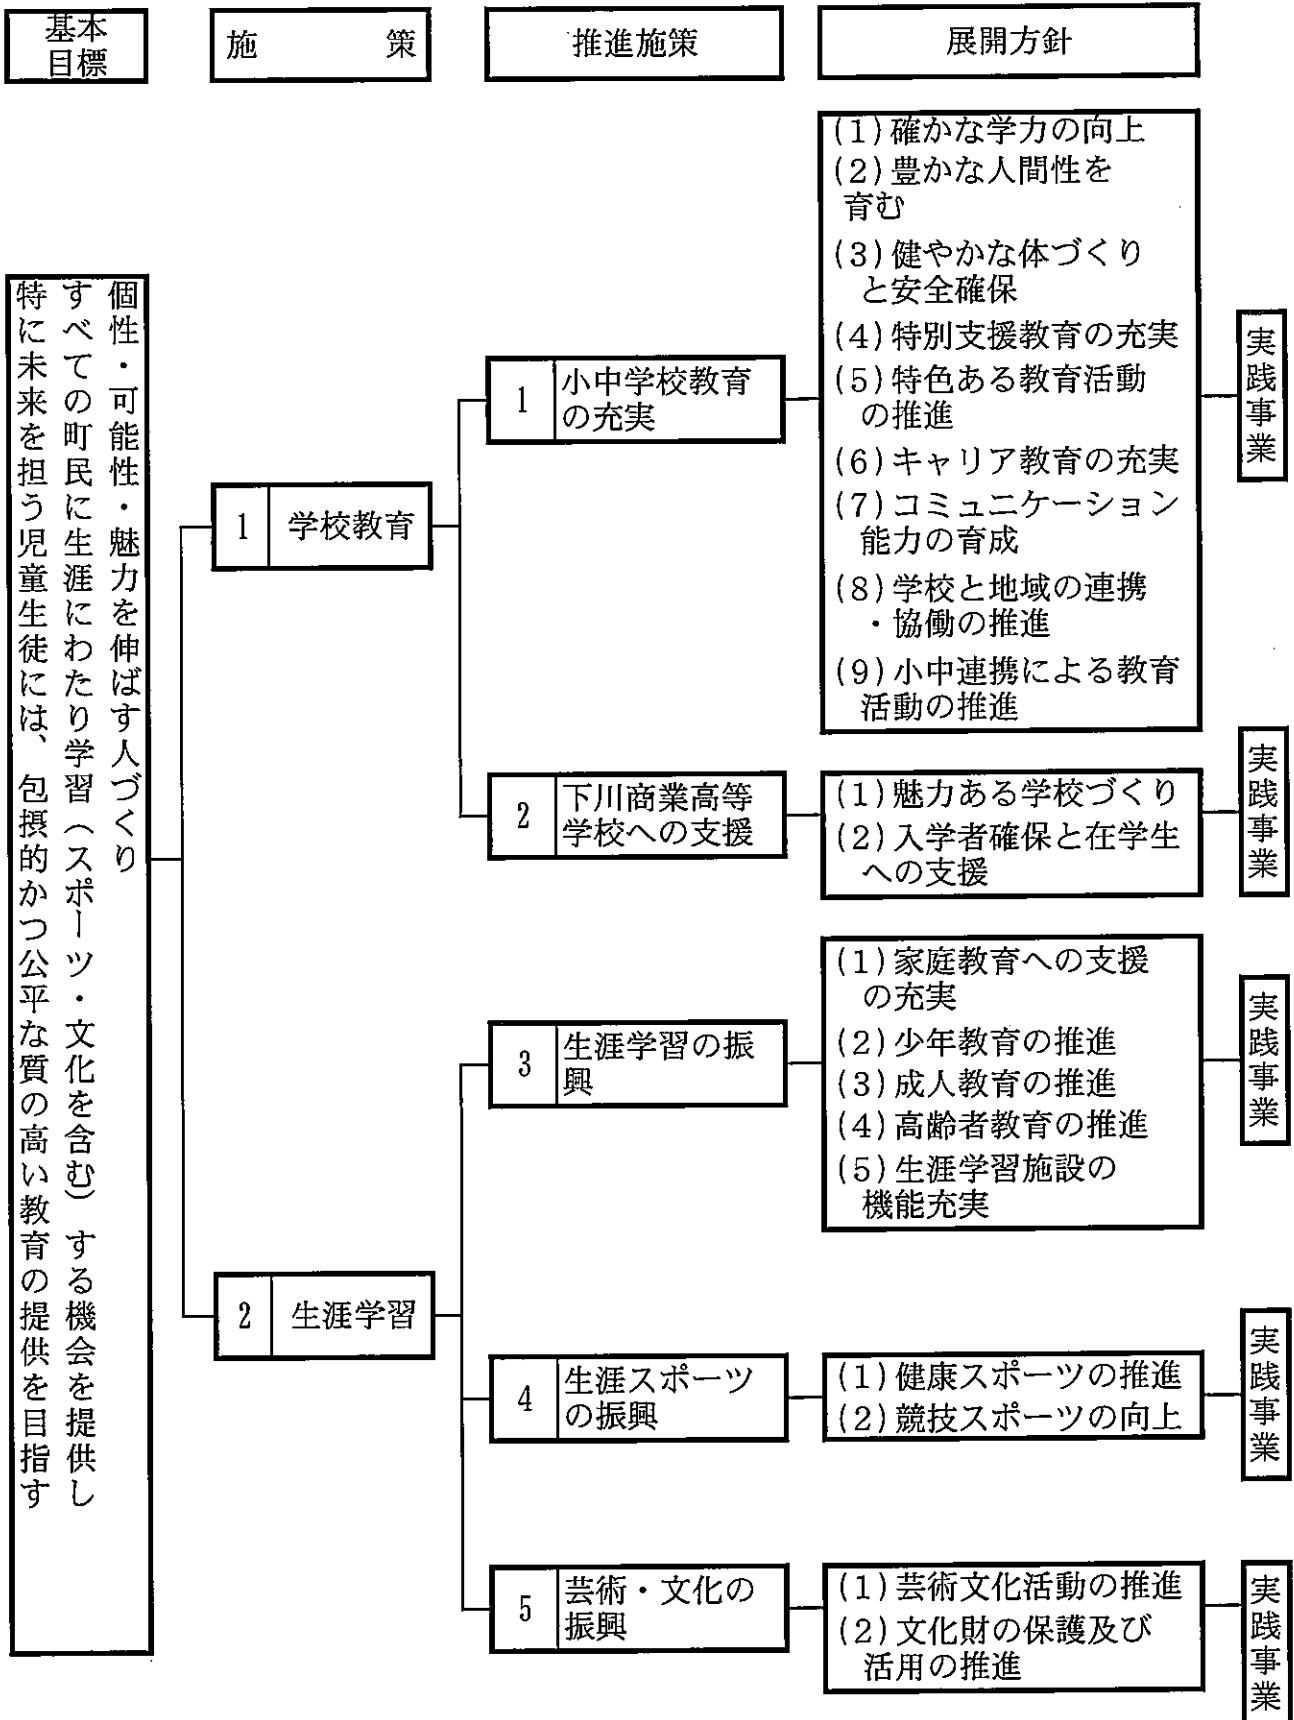 基本
目標
施　　策
推進施策
展開方針
個性・可能性・魅力を伸ばす人づくり
すべての町民に生涯にわたり学習（スポーツ・文化を含む）する機会を提供し
特に未来を担う児童生徒には、包摂的かつ公平な質の高い教育の提供を目指す
1 学校教育
1 小中学校教育
の充実
(1)確かな学力の向上
(2)豊かな人間性を
育む
(3)健やかな体づくり
と安全確保
(4)特別支援教育の充実
(5)特色ある教育活動
の推進
(6)キャリア教育の充実
(7)コミュニケーション
能力の育成
(8)学校と地域の連携
・協働の推進
(9)小中連携による教育
活動の推進
実践事業
2 下川商業高等
学校への支援
(1)魅力ある学校づくり
(2)入学者確保と在学生
への支援
実践事業
2 生涯学習
3 生涯学習の振
興
(1)家庭教育への支援
の充実
(2)少年教育の推進
(3)成人教育の推進
(4)高齢者教育の推進
(5)生涯学習施設の
機能充実
実践事業
4 生涯スポーツ
の振興
(1)健康スポーツの推進
(2)競技スポーツの向上
実践事業
5 芸術・文化の
振興
(1)芸術文化活動の推進
(2)文化財の保護及び
活用の推進
実践事業